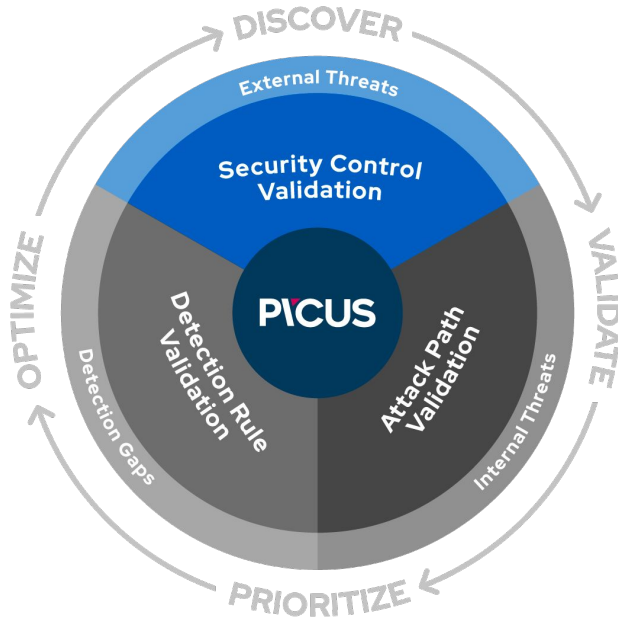 DISCOVER
External Threats
Security Control
Validation
OPTIMIZE
VALIDATE
PICUS
Detection Rule
Validation
Attack Path
Validation
Detection Gaps
Internal Threats
PRIORITIZE